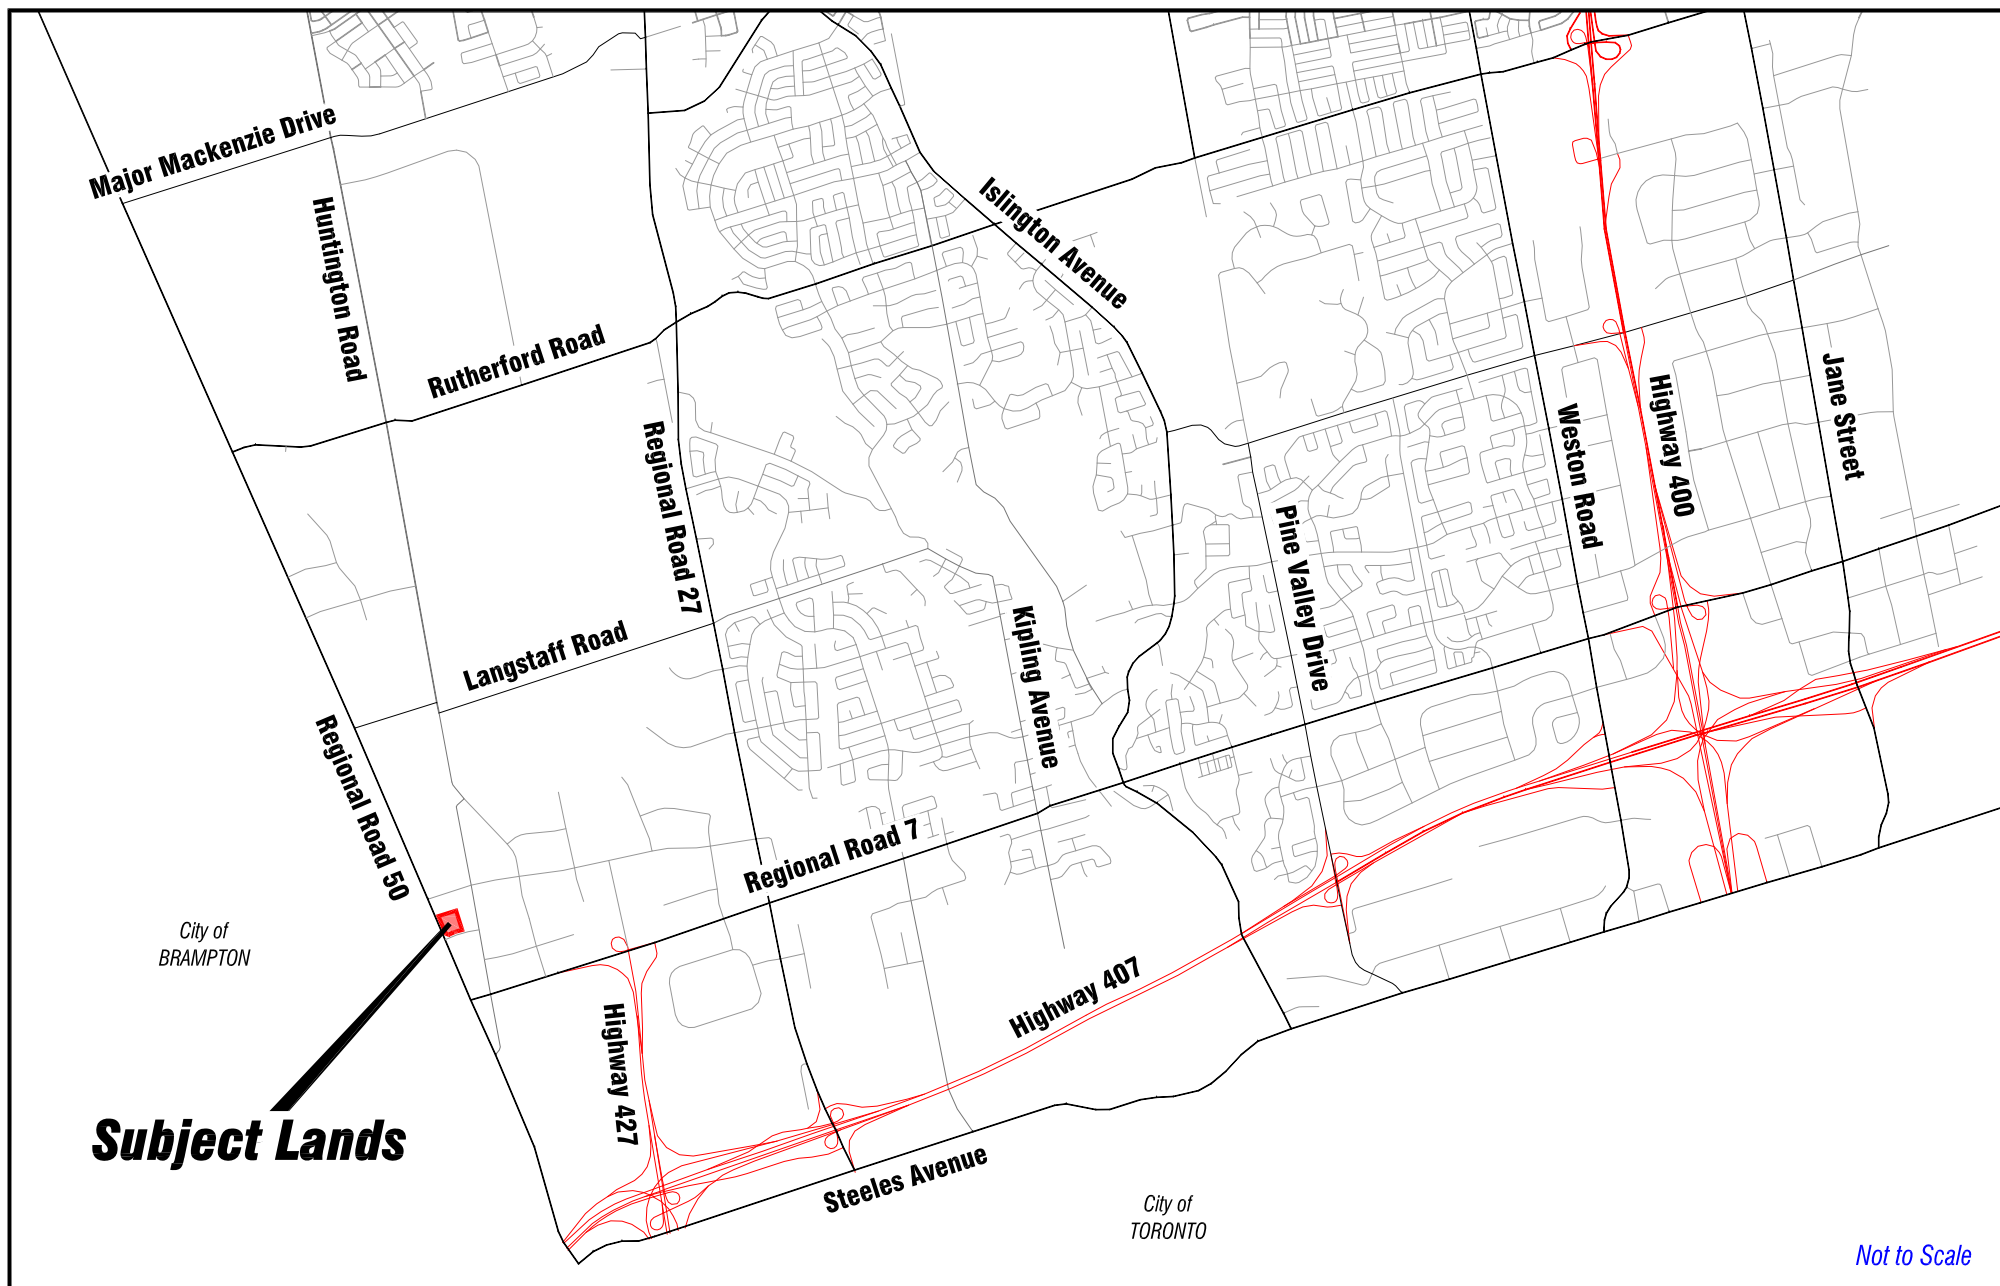 Major Mackenzie Drive
Huntington Road
Islington Avenue
Rutherford Road
Regional Road 27
Jane Street
Highway 400
Weston Road
Pine Valley Drive
Langstaff Road
Kipling Avenue
Regional Road 50
Regional Road 7
City of
BRAMPTON
Highway 407
Highway 427
Subject Lands
Steeles Avenue
City of
TORONTO
Not to Scale